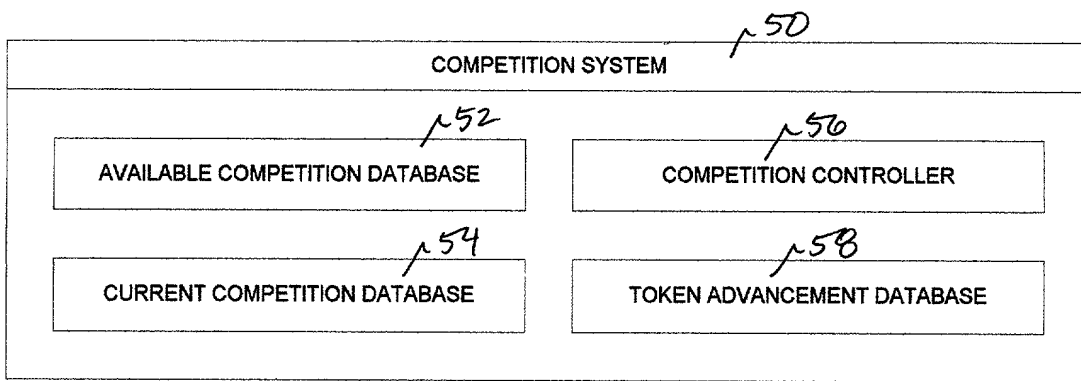 50
COMPETITION SYSTEM
52
AVAILABLE COMPETITION DATABASE
56
COMPETITION CONTROLLER
54
CURRENT COMPETITION DATABASE
58
TOKEN ADVANCEMENT DATABASE